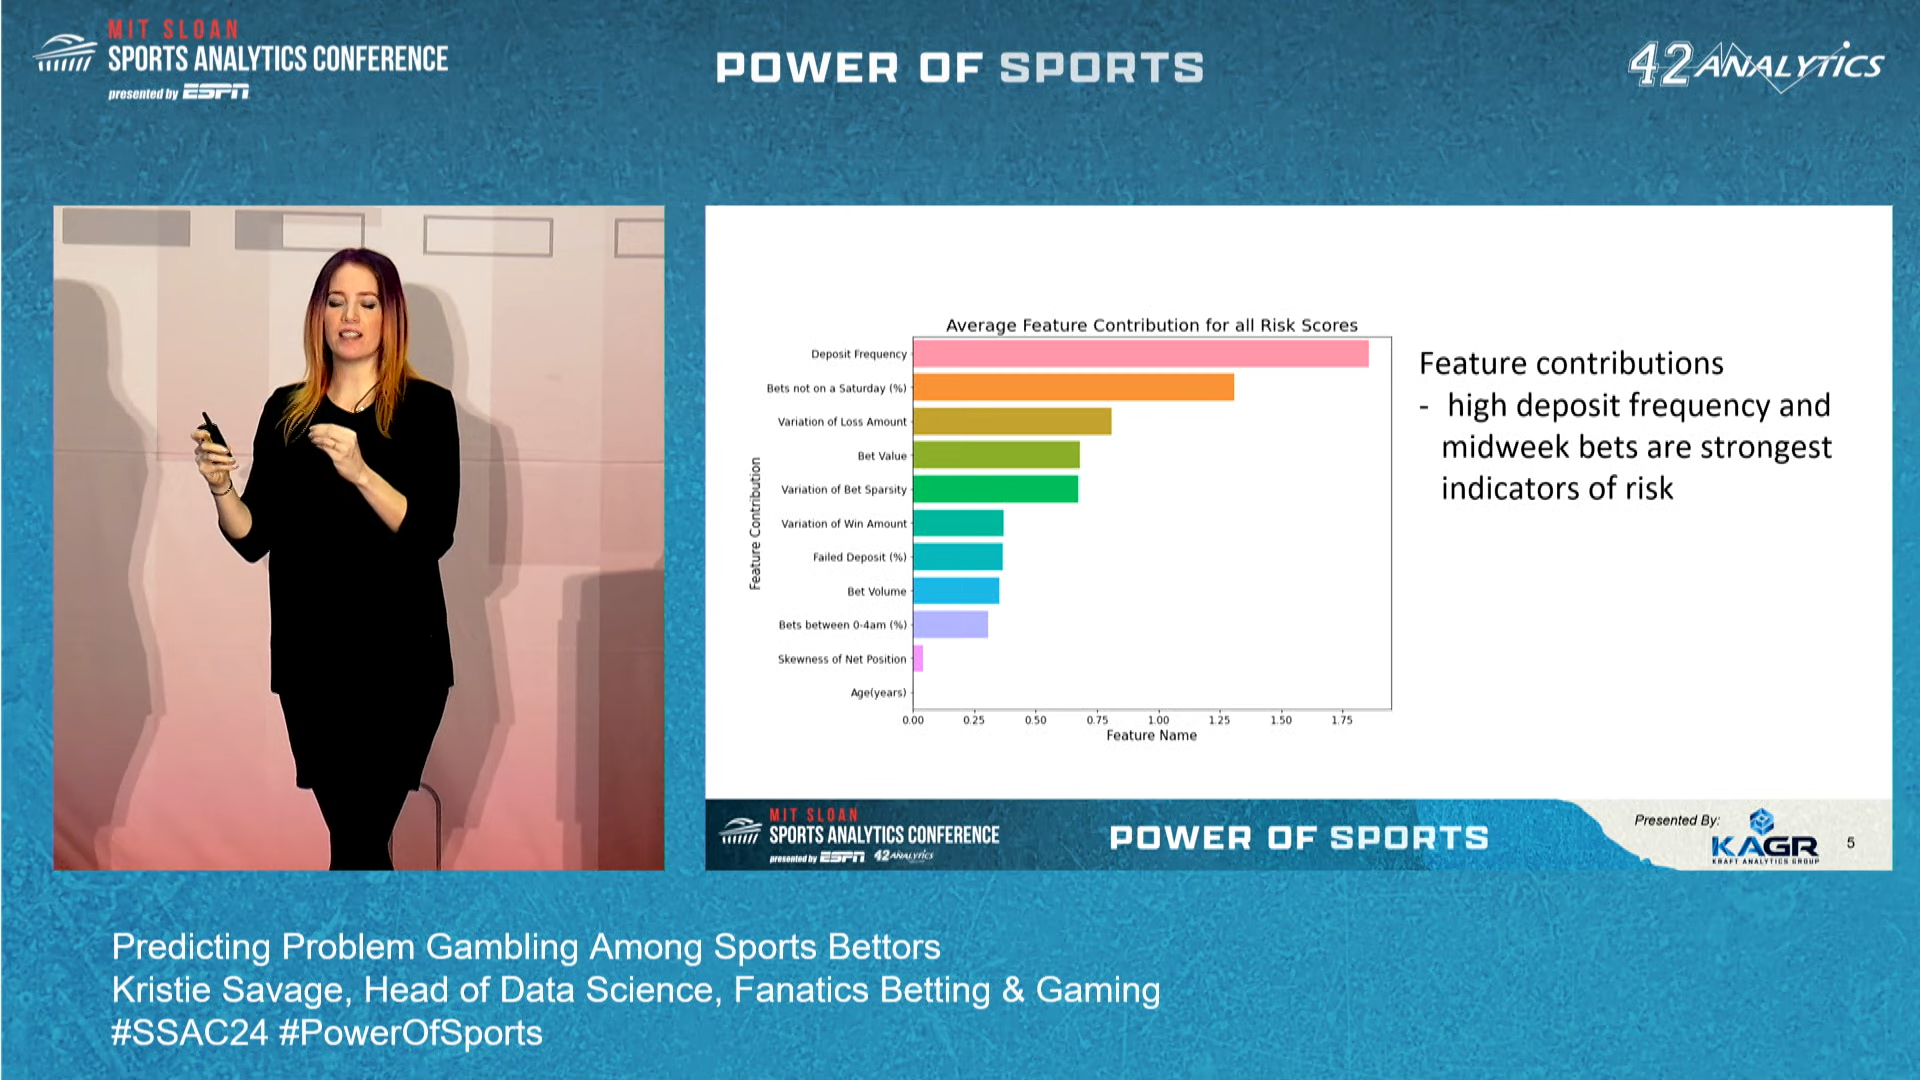 MIT SLOAN
SPORTS ANALYTICS CONFERENCE
presented by ESPN
POWER OF SPORTS
42 ANALYTICS
Average Feature Contribution for all Risk Scores
Feature Contribution
Deposit Frequency
Bets not on a Saturday (%)
Variation of Loss Amount
Bet Value
Variation of Bet Sparsity
Variation of Win Amount
Failed Deposit (%)
Bet Volume
Bets between 0-4am (%)
Skewness of Net Position
Age(years)
0.00 0.25 0.50 0.75 1.00 1.25 1.50 1.75
Feature Name
Feature contributions
- high deposit frequency and
midweek bets are strongest
indicators of risk
MIT SLOAN
SPORTS ANALYTICS CONFERENCE
presented by ESPN 42 ANALYTICS
POWER OF SPORTS
Presented By:
KAGR
KRAFT ANALYTICS GROUP
5
Predicting Problem Gambling Among Sports Bettors
Kristie Savage, Head of Data Science, Fanatics Betting & Gaming
#SSAC24 #PowerOfSports